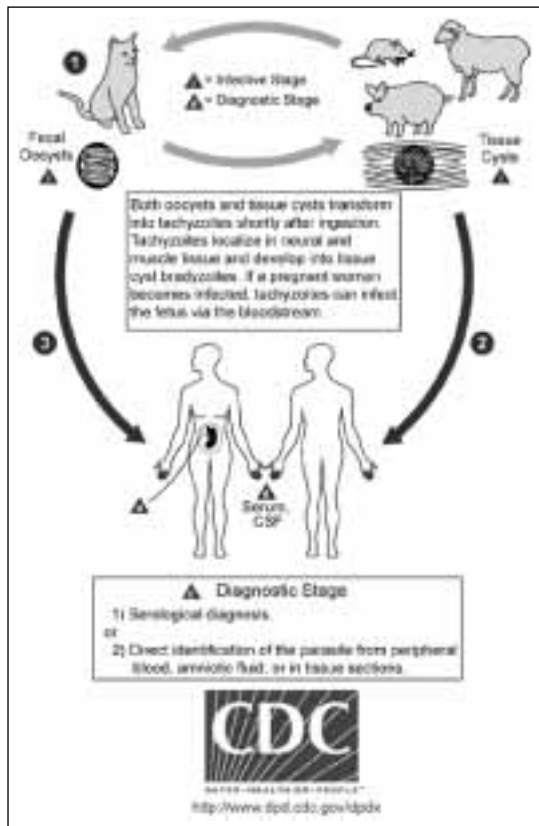 1
= Infective Stage
= Diagnostic Stage
Fecal
Oocysts
Tissue
Cysts
Both oocysts and tissue cysts transform
into tachyzoites shortly after ingestion.
Tachyzoites localize in neural and
muscle tissue and develop into tissue
cyst bradyzoites. If a pregnant woman
becomes infected, tachyzoites can infect
the fetus via the bloodstream.
3
2
Serum,
CSF
Diagnostic Stage
1) Serological diagnosis.
or
2) Direct identification of the parasite from peripheral
blood, amniotic fluid, or in tissue sections.
CDC
SAFER·HEALTHIER·PEOPLE™
http://www.dpd.cdc.gov/dpdx